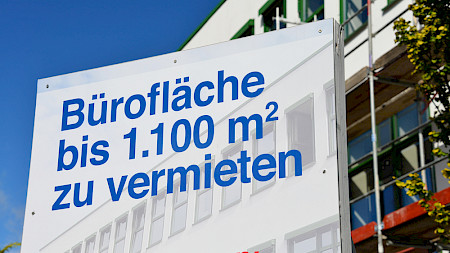 Bürofläche
bis 1.100 m²
zu vermieten